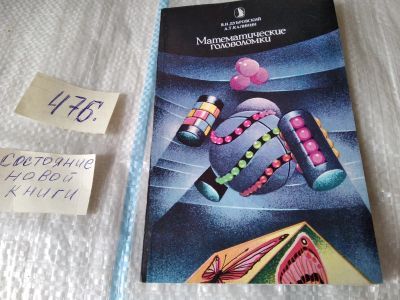 В.Н. ДУБРОВСКИЙ
А.Т. КАЛИНИН
МАТЕМАТИЧЕСКИЕ
ГОЛОВОЛОМКИ
476.
СОСТОЯНИЕ
НОВОЙ
КНИГИ